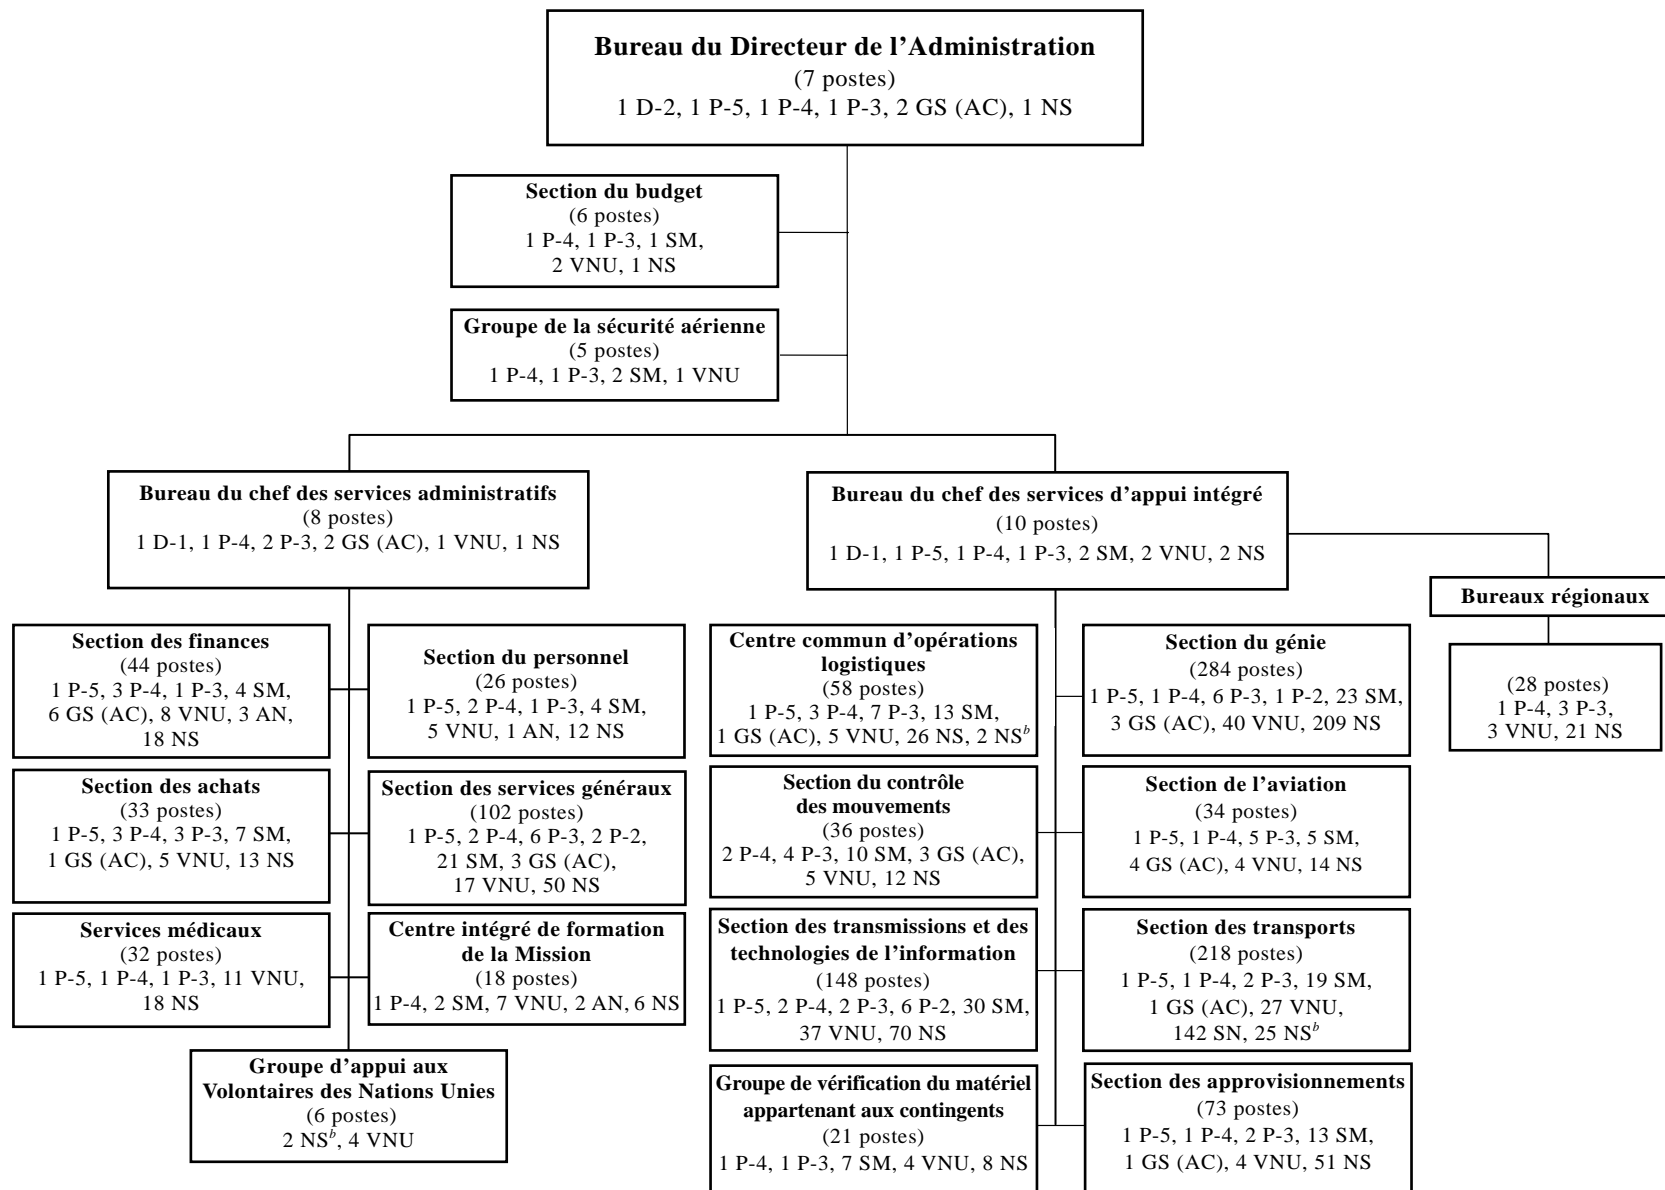 Bureau du Directeur de l’Administration
(7 postes)
1 D-2, 1 P-5, 1 P-4, 1 P-3, 2 GS (AC), 1 NS
Section du budget
(6 postes)
1 P-4, 1 P-3, 1 SM,
2 VNU, 1 NS
Groupe de la sécurité aérienne
(5 postes)
1 P-4, 1 P-3, 2 SM, 1 VNU
Bureau du chef des services administratifs
(8 postes)
1 D-1, 1 P-4, 2 P-3, 2 GS (AC), 1 VNU, 1 NS
Bureau du chef des services d’appui intégré
(10 postes)
1 D-1, 1 P-5, 1 P-4, 1 P-3, 2 SM, 2 VNU, 2 NS
Bureaux régionaux
(28 postes)
1 P-4, 3 P-3,
3 VNU, 21 NS
Section des finances
(44 postes)
1 P-5, 3 P-4, 1 P-3, 4 SM,
6 GS (AC), 8 VNU, 3 AN,
18 NS
Section du personnel
(26 postes)
1 P-5, 2 P-4, 1 P-3, 4 SM,
5 VNU, 1 AN, 12 NS
Section des achats
(33 postes)
1 P-5, 3 P-4, 3 P-3, 7 SM,
1 GS (AC), 5 VNU, 13 NS
Section des services généraux
(102 postes)
1 P-5, 2 P-4, 6 P-3, 2 P-2,
21 SM, 3 GS (AC),
17 VNU, 50 NS
Services médicaux
(32 postes)
1 P-5, 1 P-4, 1 P-3, 11 VNU,
18 NS
Centre intégré de formation
de la Mission
(18 postes)
1 P-4, 2 SM, 7 VNU, 2 AN, 6 NS
Groupe d’appui aux
Volontaires des Nations Unies
(6 postes)
2 NSb, 4 VNU
Centre commun d’opérations
logistiques
(58 postes)
1 P-5, 3 P-4, 7 P-3, 13 SM,
1 GS (AC), 5 VNU, 26 NS, 2 NSb
Section du génie
(284 postes)
1 P-5, 1 P-4, 6 P-3, 1 P-2, 23 SM,
3 GS (AC), 40 VNU, 209 NS
Section du contrôle
des mouvements
(36 postes)
2 P-4, 4 P-3, 10 SM, 3 GS (AC),
5 VNU, 12 NS
Section de l’aviation
(34 postes)
1 P-5, 1 P-4, 5 P-3, 5 SM,
4 GS (AC), 4 VNU, 14 NS
Section des transmissions et des
technologies de l’information
(148 postes)
1 P-5, 2 P-4, 2 P-3, 6 P-2, 30 SM,
37 VNU, 70 NS
Section des transports
(218 postes)
1 P-5, 1 P-4, 2 P-3, 19 SM,
1 GS (AC), 27 VNU,
142 SN, 25 NSb
Groupe de vérification du matériel
appartenant aux contingents
(21 postes)
1 P-4, 1 P-3, 7 SM, 4 VNU, 8 NS
Section des approvisionnements
(73 postes)
1 P-5, 1 P-4, 2 P-3, 13 SM,
1 GS (AC), 4 VNU, 51 NS